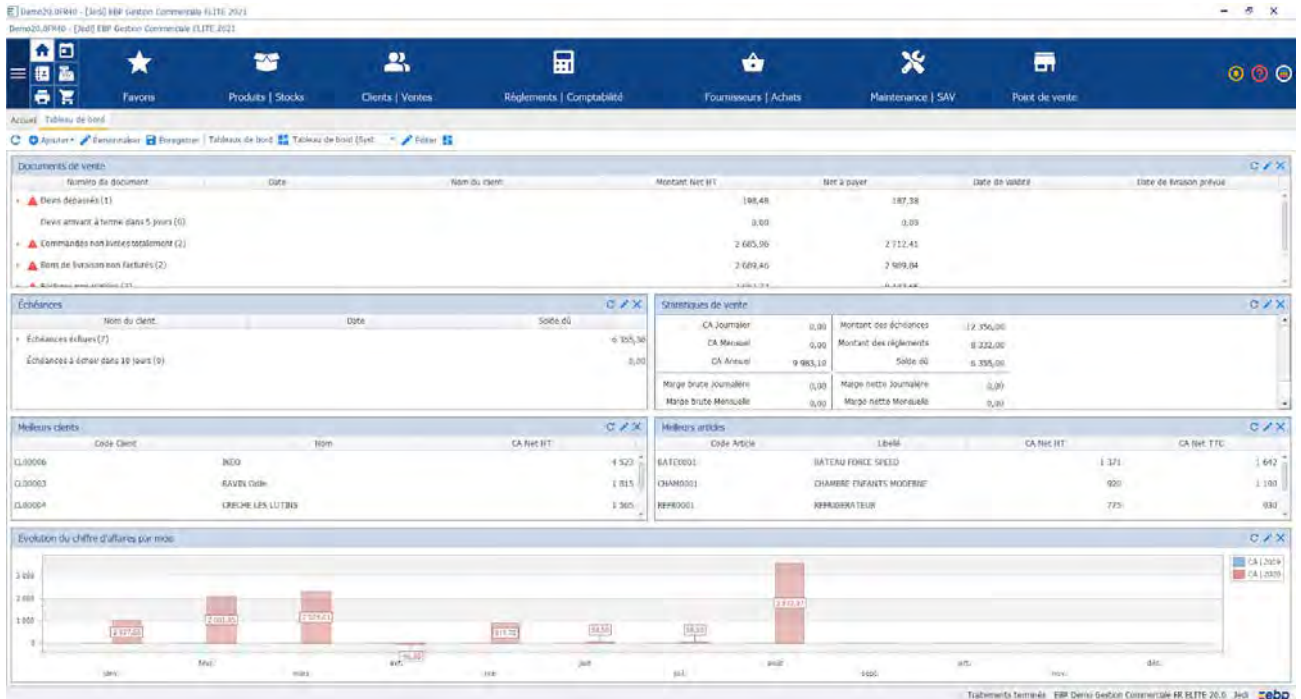 Demo20.0FR40 - [Jedi] EBP Gestion Commerciale ELITE 2021
Demo20.0FR40 - [Jedi] EBP Gestion Commerciale ELITE 2021
Favoris Produits | Stocks Clients | Ventes Règlements | Comptabilité Fournisseurs | Achats Maintenance | SAV Point de vente
Accueil Tableau de bord
Ajouter Personnaliser Enregistrer Tableaux de bord Tableau de bord (Syst Editer
Documents de vente
Numéro de document Date Nom du client Montant Net HT Net à payer Date de validité Date de livraison prévue
Devis dépassés (1) 198,48 187,38
Devis arrivant à terme dans 5 jours (0) 0,00 0,00
Commandes non livrées totalement (2) 2 685,96 2 712,41
Bons de livraison non facturés (2) 2 689,46 2 989,84
Échéances
Nom du client Date Solde dû
Échéances échues (7)
Échéances à échoir dans 10 jours (0) 0,00
Statistiques de vente
CA Journalier 0,00 Montant des échéances 12 356,00
CA Mensuel 0,00 Montant des règlements
CA Annuel 9 983,10 Solde dû 6 355,00
Marge brute Journalière 0,00 Marge nette Journalière 0,00
Marge brute Mensuelle 0,00 Marge nette Mensuelle 0,00
Meilleurs clients
Code Client Nom CA Net HT
CL00006 4 523
CL00003 RAVIN Odile 1 815
CL00004 CRECHE LES LUTINS 1 365
Meilleurs articles
Code Article Libellé CA Net HT CA Net TTC
BATE0001 BATEAU FORCE SPEED 1 371 1 642
CHAM0001 CHAMBRE ENFANTS MODERNE 920 1 100
REFR0001 REFRIGERATEUR 775 930
Evolution du chiffre d'affaires par mois
3 000
2 000
1 000
0
janv. févr. mars avr. mai juin juil. août sept. oct. nov. déc.
CA | 2019
CA | 2020
Traitements terminés EBP Demo Gestion Commerciale FR ELITE 20.0 Jedi ebp